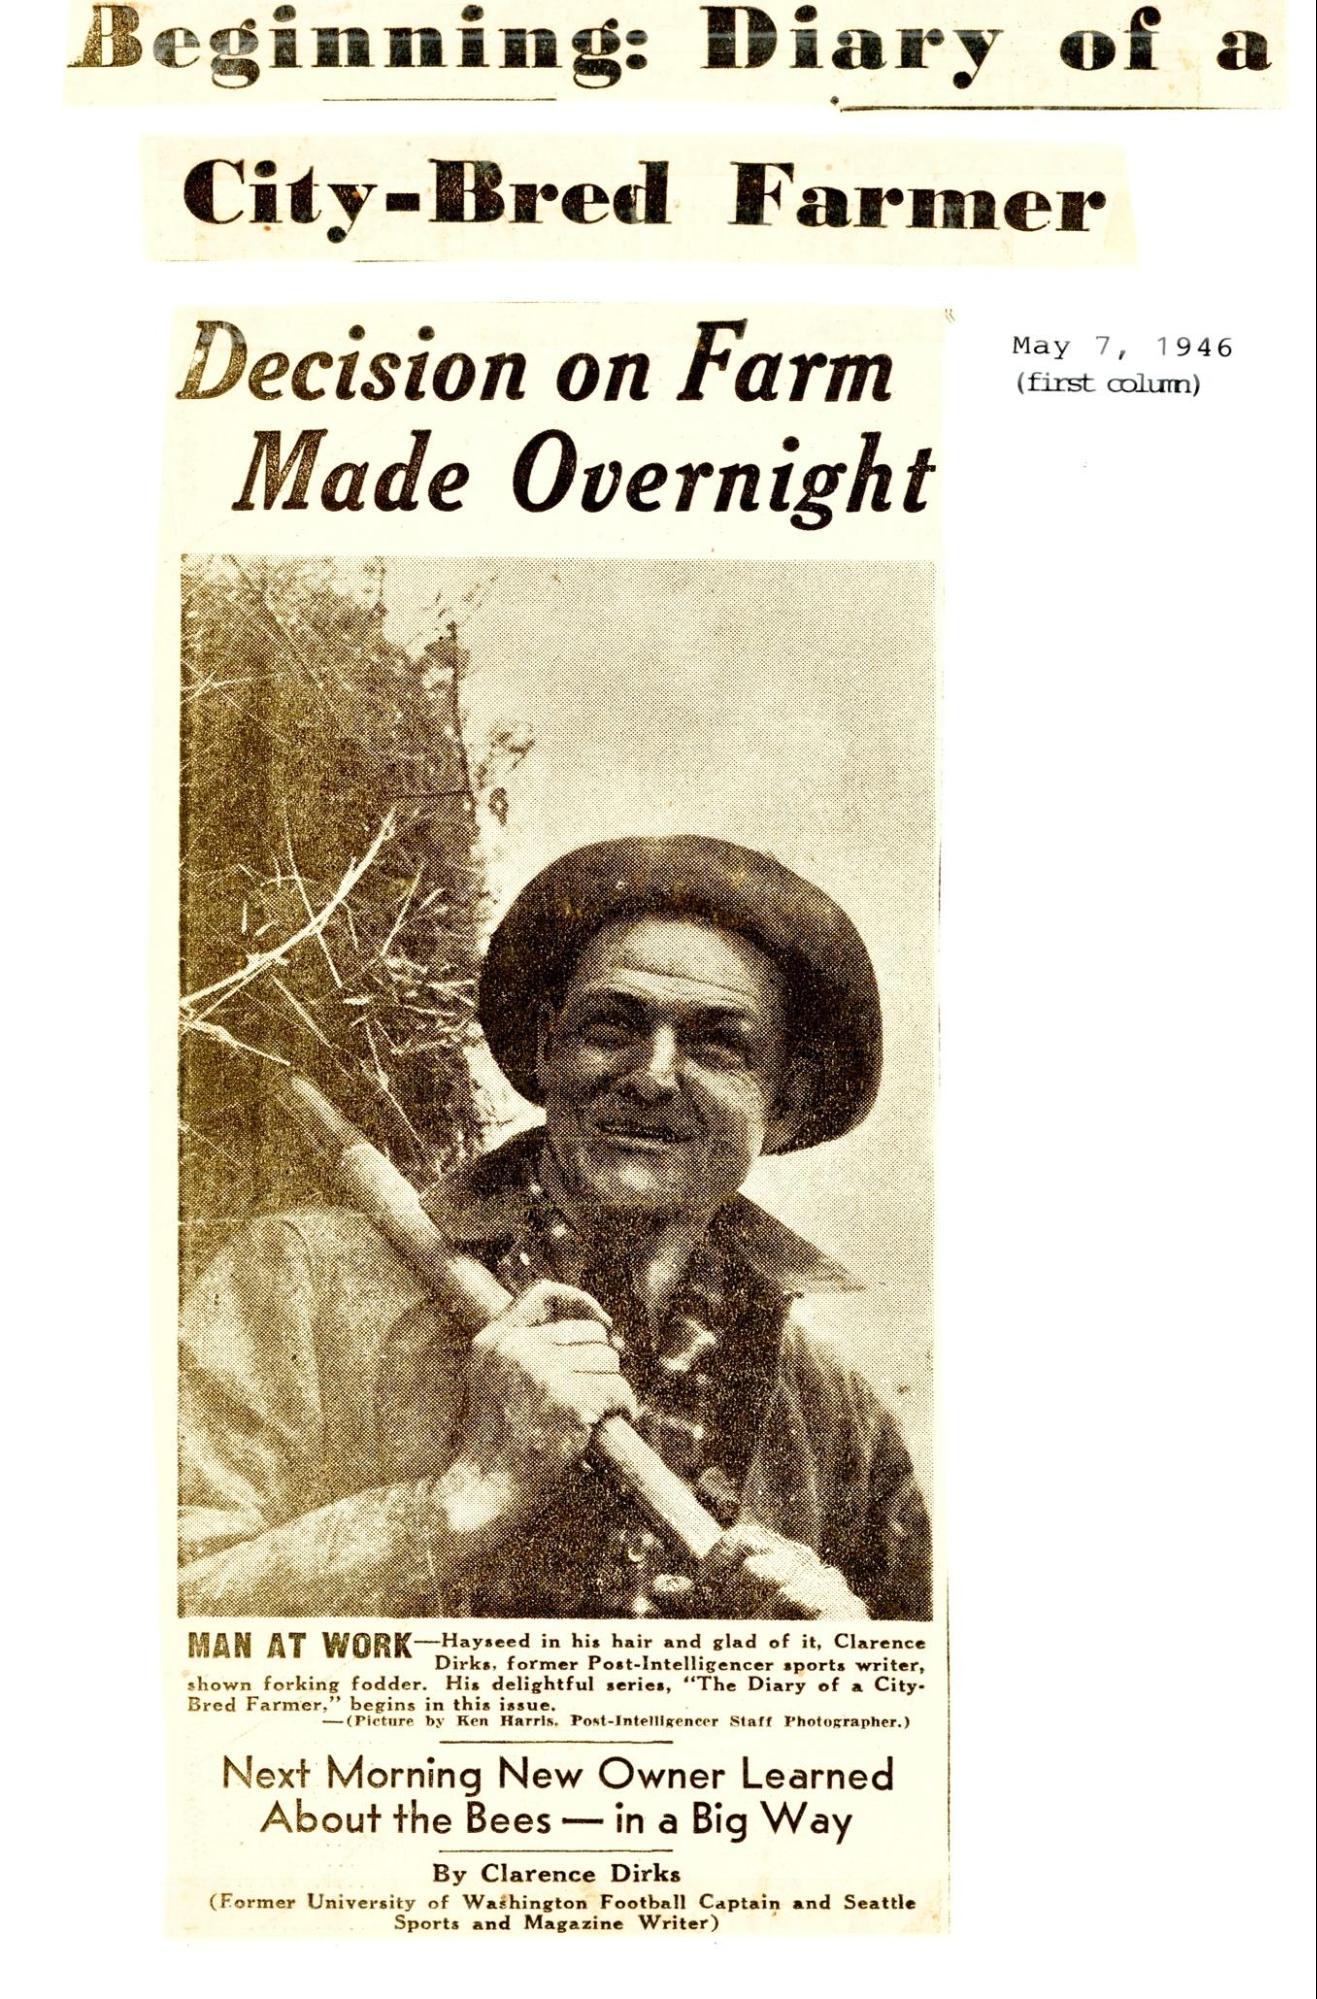 Beginning: Diary of a
City-Bred Farmer
Decision on Farm
Made Overnight
May 7, 1946
(first column)
MAN AT WORK—Hayseed in his hair and glad of it, Clarence
Dirks, former Post-Intelligencer sports writer,
shown forking fodder. His delightful series, “The Diary of a City-
Bred Farmer,” begins in this issue.
—(Picture by Ken Harris, Post-Intelligencer Staff Photographer.)
Next Morning New Owner Learned
About the Bees — in a Big Way
By Clarence Dirks
(Former University of Washington Football Captain and Seattle
Sports and Magazine Writer)